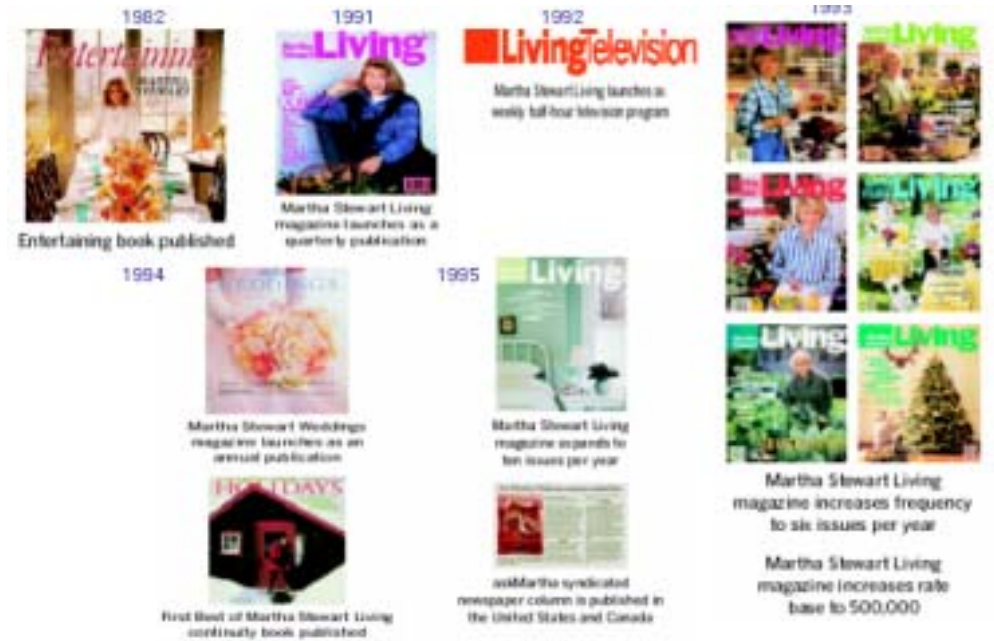 1982
Entertaining
MARTHA
STEWART
Entertaining book published
1991
Living
Martha Stewart Living
magazine launches as a
quarterly publication
1992
LivingTelevision
Martha Stewart Living launches as
weekly half-hour television program
1993
Living
Living
Living
Living
Living
Living
Martha Stewart Living
magazine increases frequency
to six issues per year
Martha Stewart Living
magazine increases rate
base to 500,000
1994
WEDDINGS
Martha Stewart Weddings
magazine launches as an
annual publication
HOLIDAYS
First Best of Martha Stewart Living
continuity book published
1995
Living
Martha Stewart Living
magazine expands to
ten issues per year
askMartha syndicated
newspaper column is published in
the United States and Canada